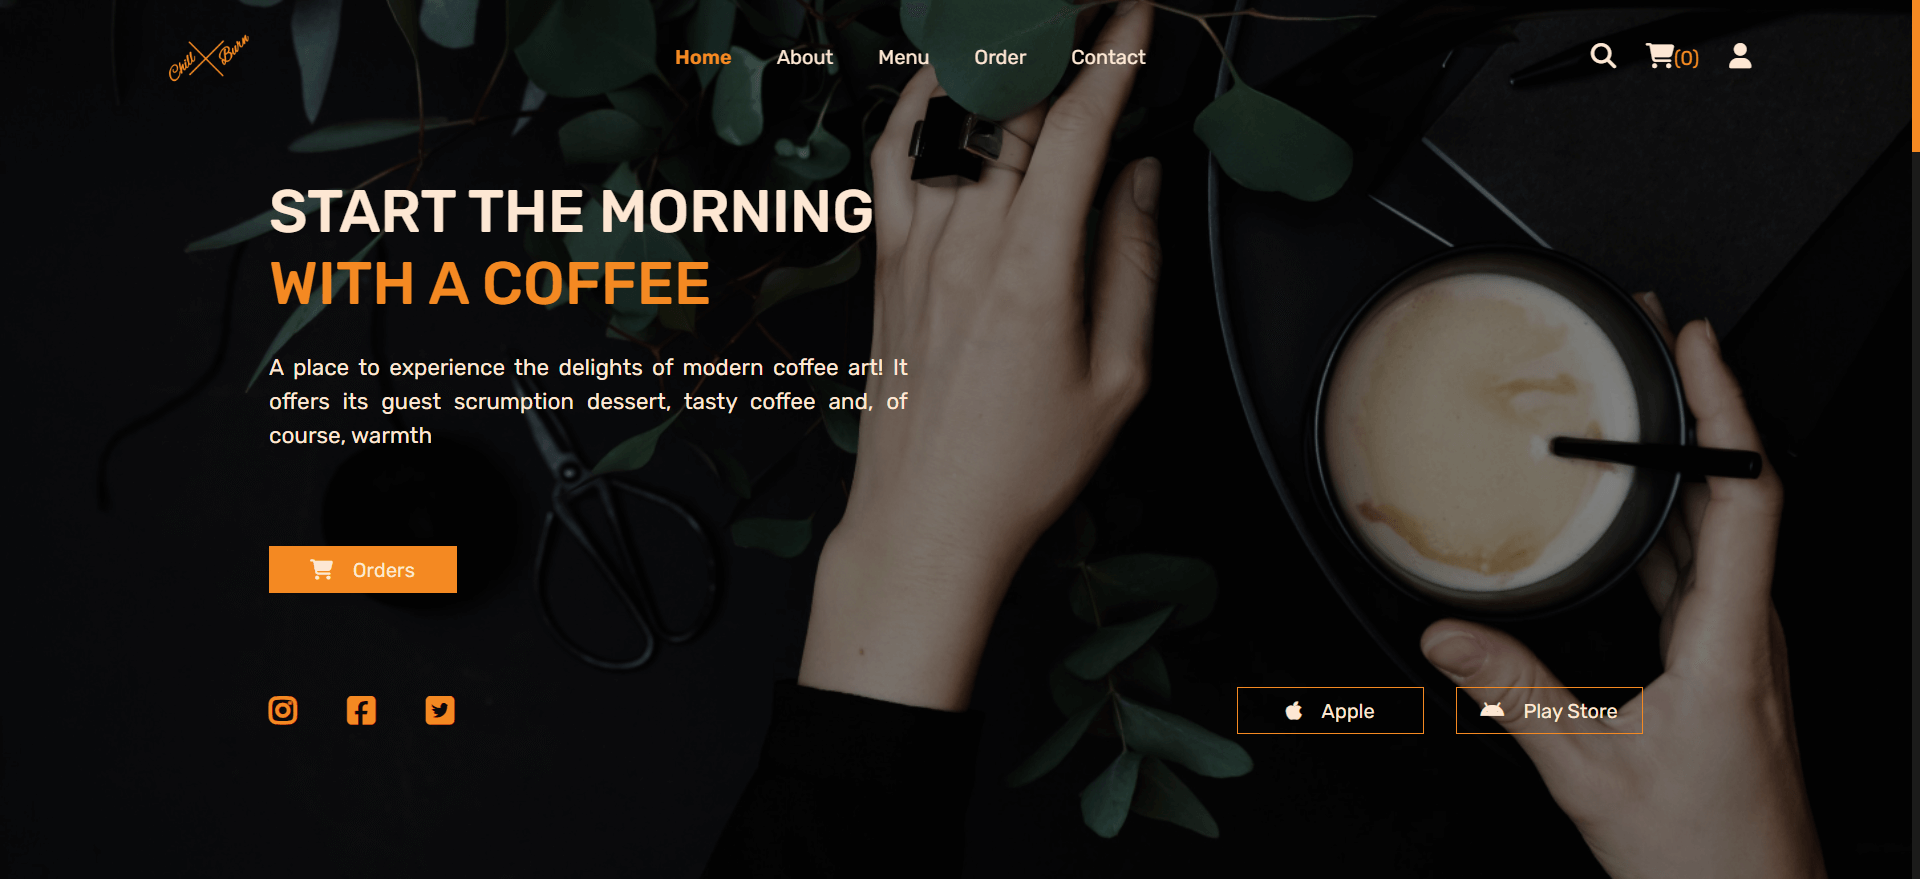 Chill Burn
Home About Menu Order Contact
(0)
START THE MORNING
WITH A COFFEE
A place to experience the delights of modern coffee art! It
offers its guest scrumption dessert, tasty coffee and, of
course, warmth
Orders
Apple
Play Store